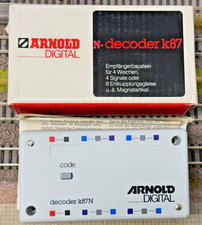 ARNOLD
DIGITAL
N-decoder k87
Empfängerbaustein
für 4 Weichen,
4 Signale oder
8 Entkupplungsgleise
u. ä. Magnetartikel.
code
decoder k87N
ARNOLD
DIGITAL